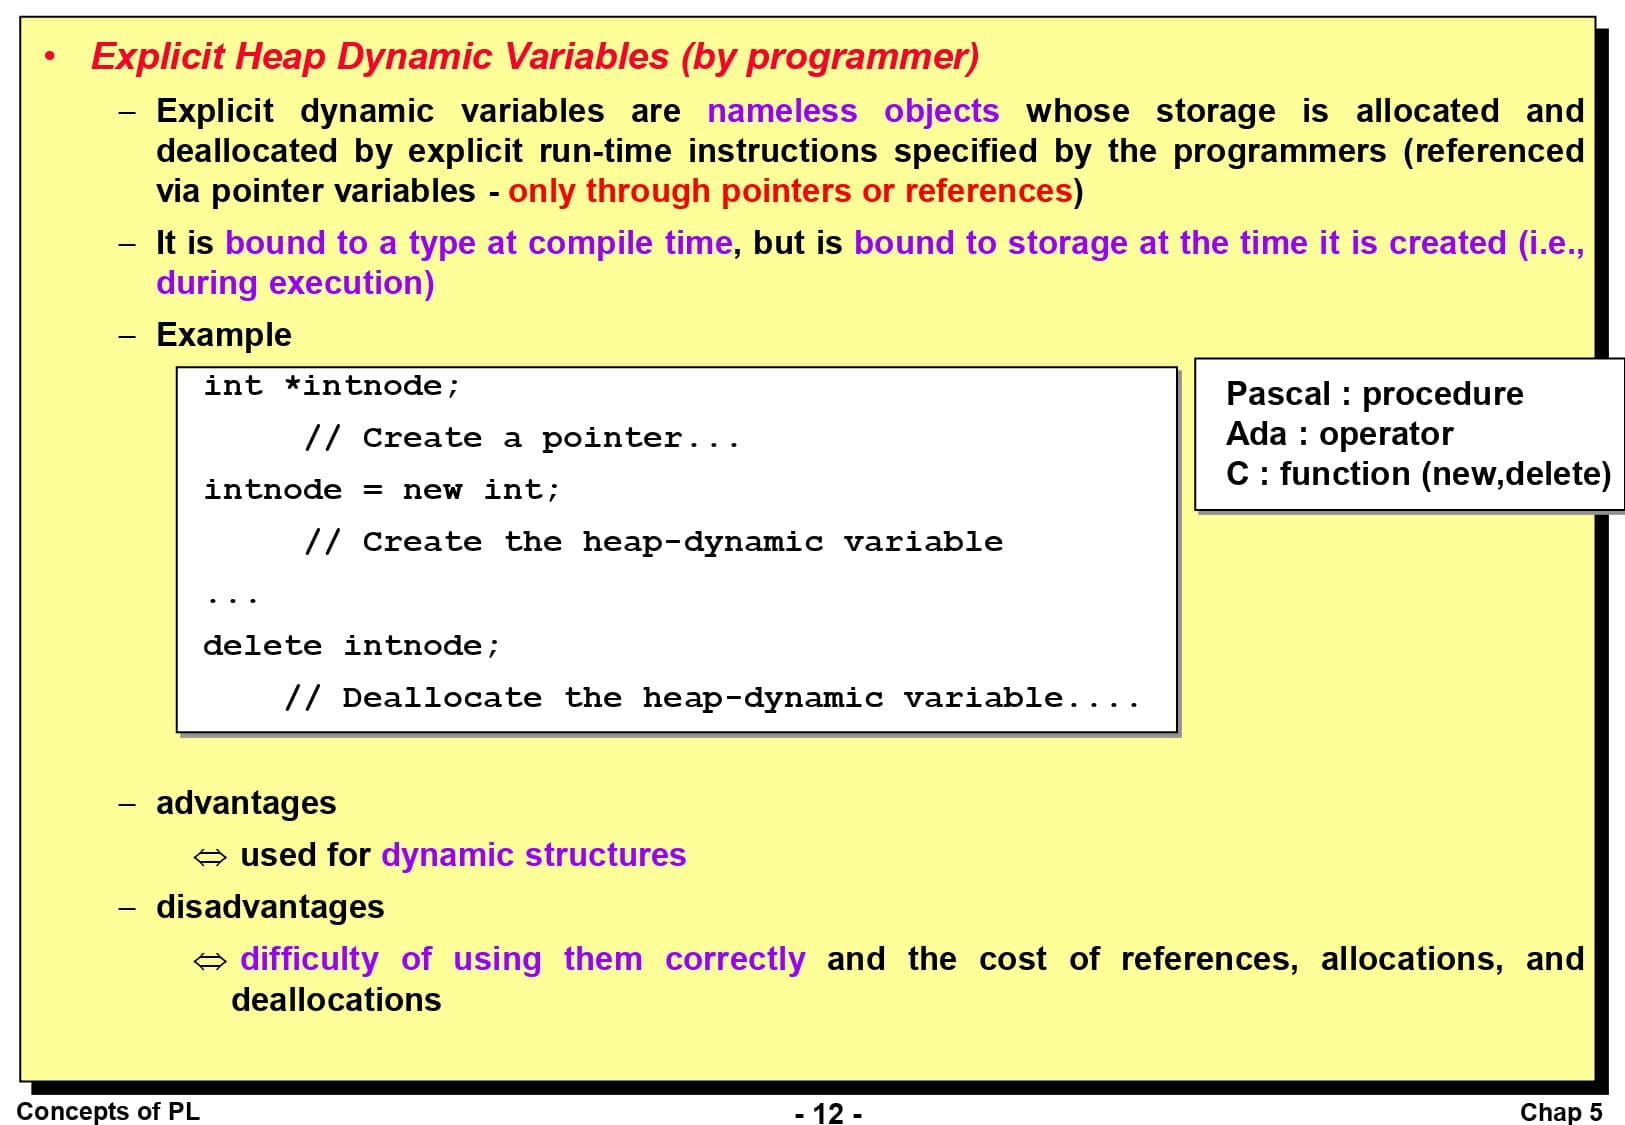 • Explicit Heap Dynamic Variables (by programmer)
– Explicit dynamic variables are nameless objects whose storage is allocated and
deallocated by explicit run-time instructions specified by the programmers (referenced
via pointer variables - only through pointers or references)
– It is bound to a type at compile time, but is bound to storage at the time it is created (i.e.,
during execution)
– Example
int *intnode;
// Create a pointer...
intnode = new int;
// Create the heap-dynamic variable
...
delete intnode;
// Deallocate the heap-dynamic variable....
Pascal : procedure
Ada : operator
C : function (new,delete)
– advantages
⇔ used for dynamic structures
– disadvantages
⇔ difficulty of using them correctly and the cost of references, allocations, and
deallocations
Concepts of PL
- 12 -
Chap 5